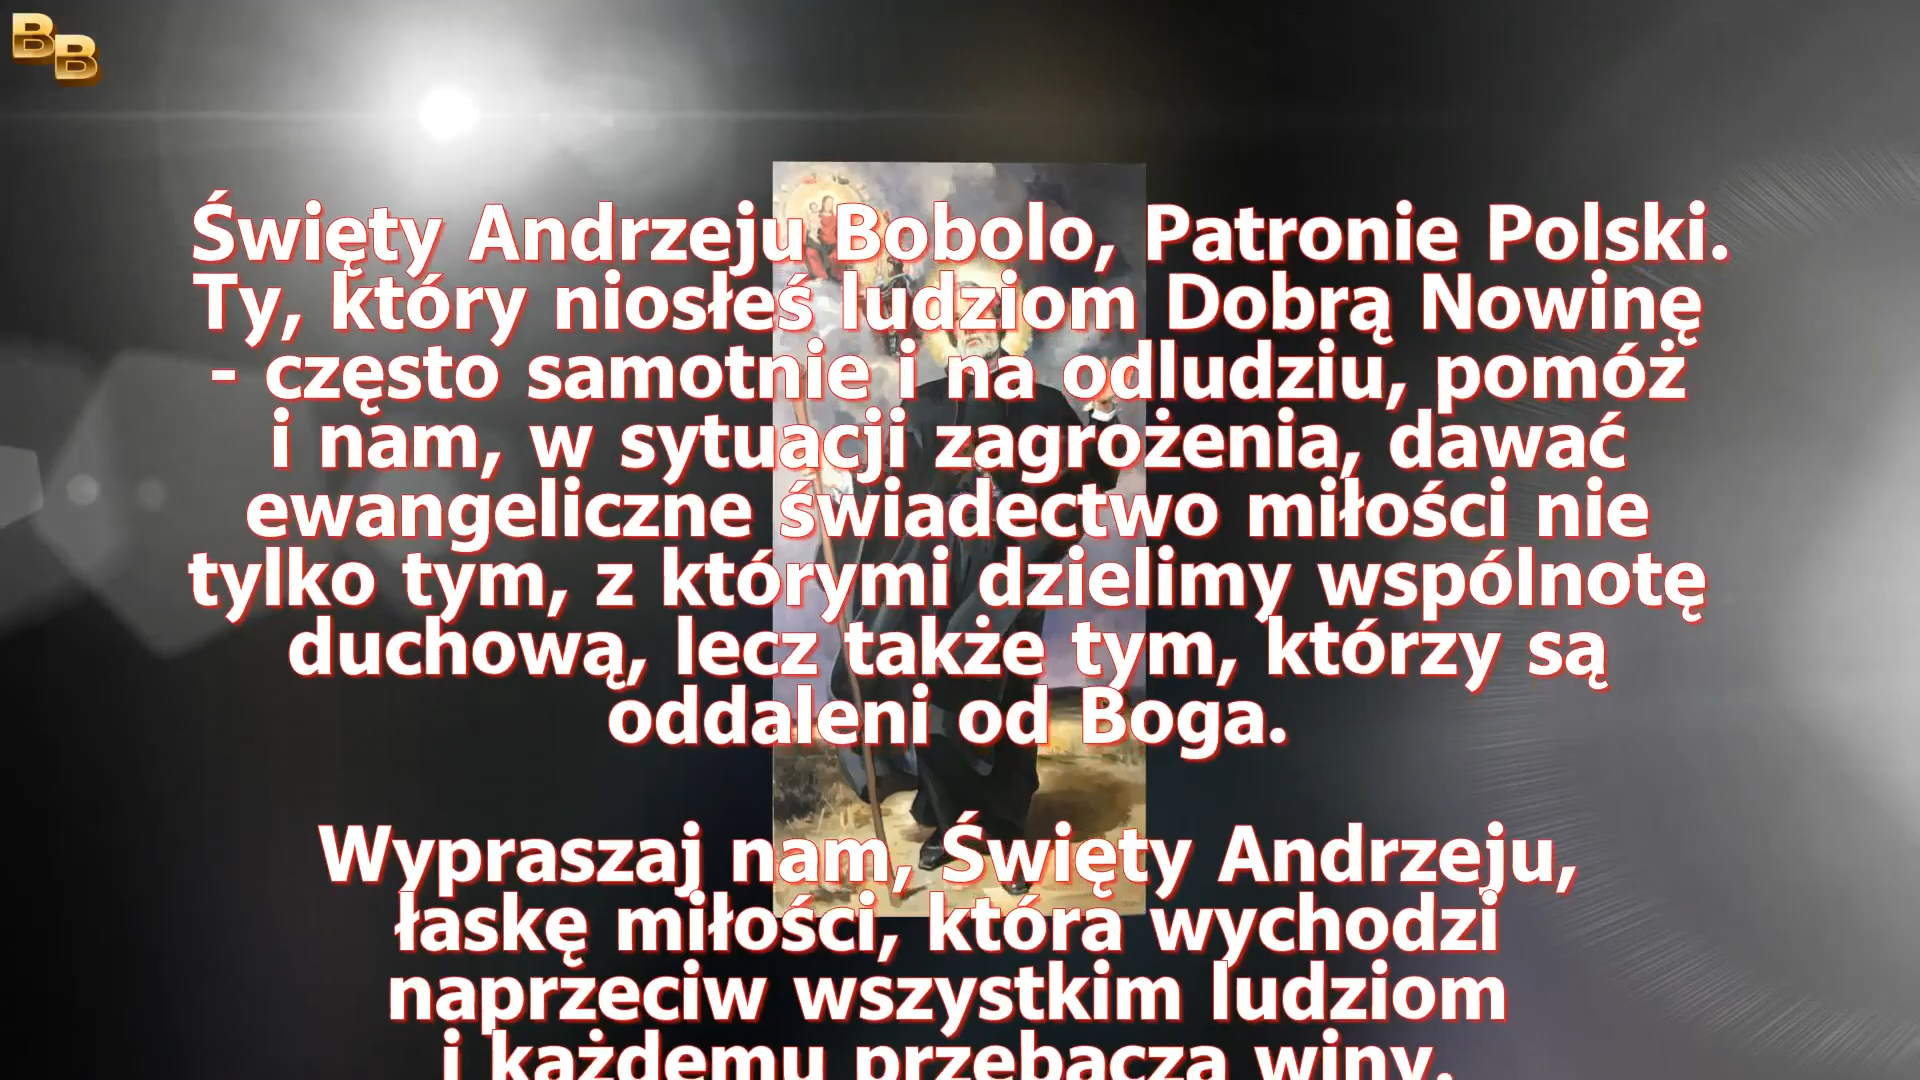 BB
Święty Andrzeju Bobolo, Patronie Polski.
Ty, który niosłeś ludziom Dobrą Nowinę
- często samotnie i na odludziu, pomóż
i nam, w sytuacji zagrożenia, dawać
ewangeliczne świadectwo miłości nie
tylko tym, z którymi dzielimy wspólnotę
duchową, lecz także tym, którzy są
oddaleni od Boga.
Wypraszaj nam, Święty Andrzeju,
łaskę miłości, która wychodzi
naprzeciw wszystkim ludziom
i każdemu przebacza winy.